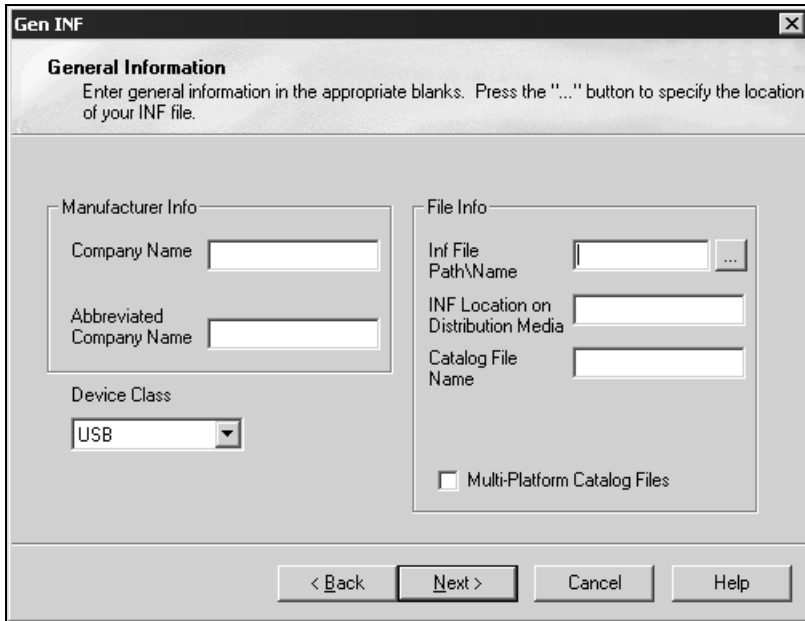 Gen INF
General Information
Enter general information in the appropriate blanks. Press the "..." button to specify the location
of your INF file.
Manufacturer Info
Company Name
Abbreviated
Company Name
Device Class
USB
File Info
Inf File
Path\Name
...
INF Location on
Distribution Media
Catalog File
Name
Multi-Platform Catalog Files
< Back
Next >
Cancel
Help